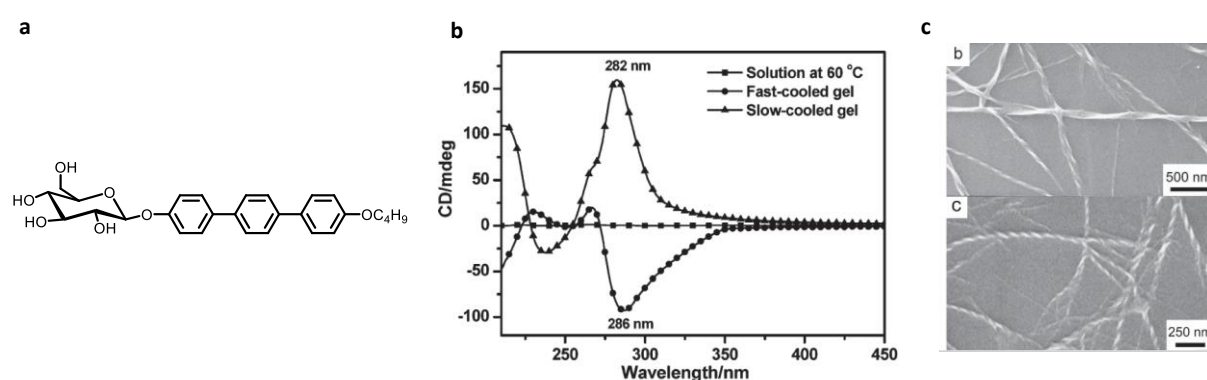 a
OH
HO
HO
OH
O
O
OC4H9
b
CD/mdeg
150
100
50
0
-50
-100
282 nm
286 nm
Solution at 60 °C
Fast-cooled gel
Slow-cooled gel
250 300 350 400 450
Wavelength/nm
c
b
500 nm
C
250 nm